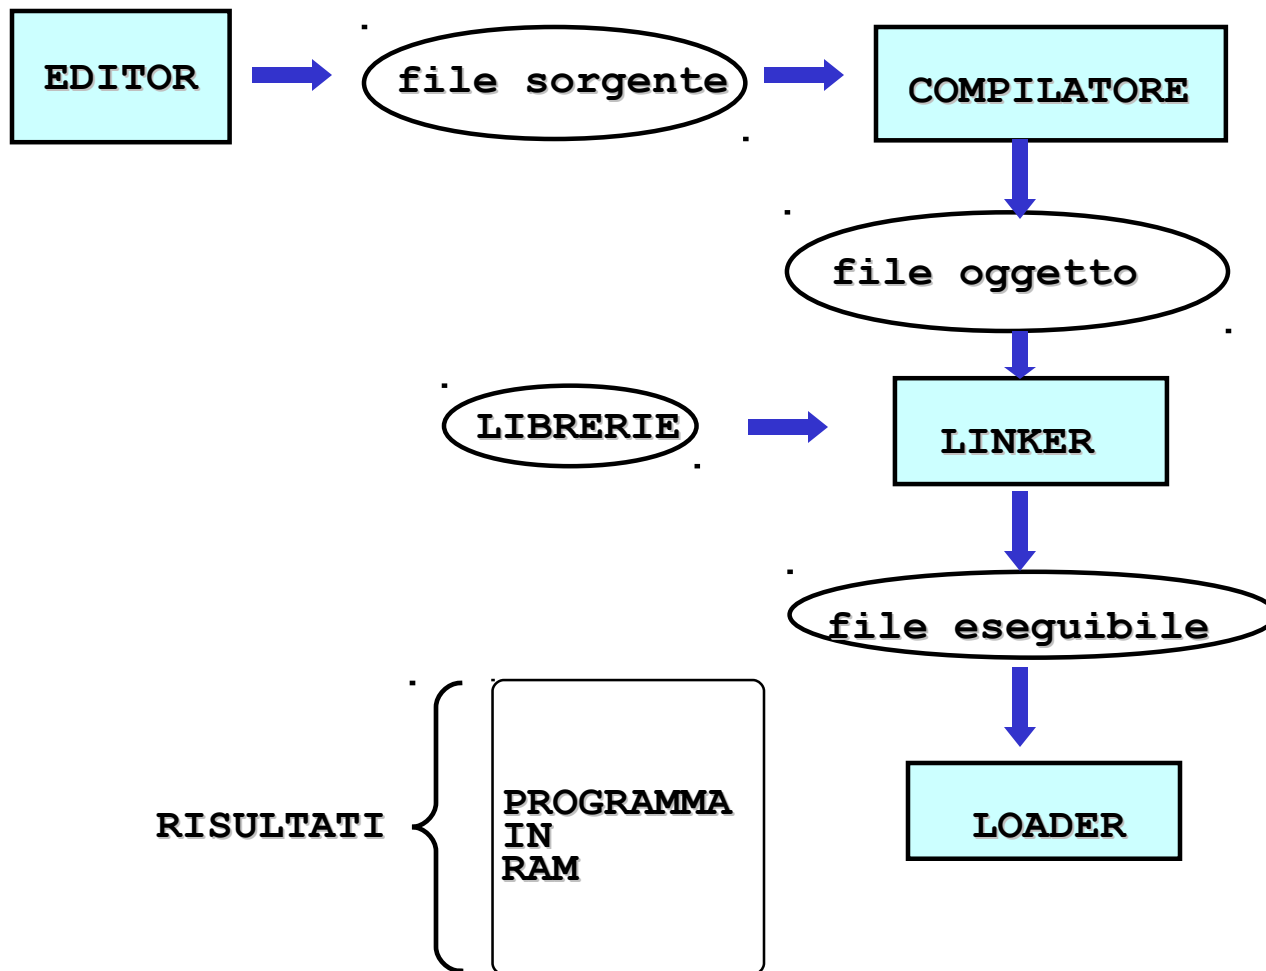 EDITOR
file sorgente
COMPILATORE
file oggetto
LIBRERIE
LINKER
file eseguibile
RISULTATI
PROGRAMMA
IN
RAM
LOADER